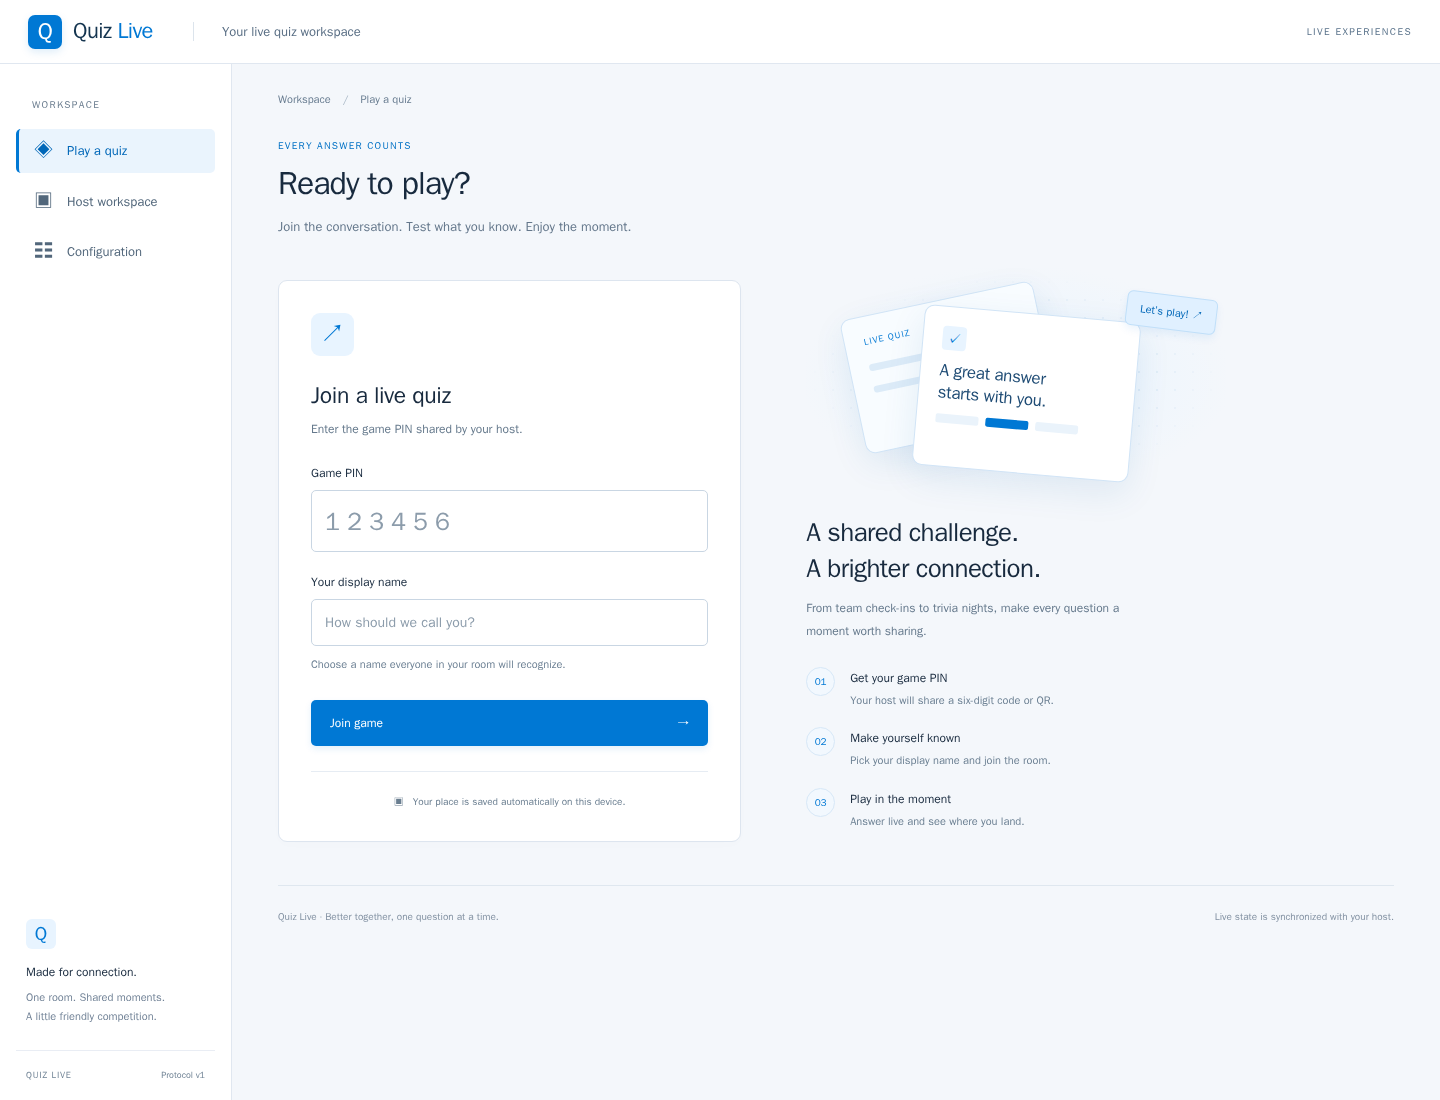 Q Quiz Live
Your live quiz workspace
LIVE EXPERIENCES
WORKSPACE
Play a quiz
Host workspace
Configuration
Q
Made for connection.
One room. Shared moments.
A little friendly competition.
QUIZ LIVE
Protocol v1
Workspace / Play a quiz
EVERY ANSWER COUNTS
Ready to play?
Join the conversation. Test what you know. Enjoy the moment.
Join a live quiz
Enter the game PIN shared by your host.
Game PIN
1 2 3 4 5 6
Your display name
How should we call you?
Choose a name everyone in your room will recognize.
Join game →
Your place is saved automatically on this device.
LIVE QUIZ
✓
A great answer
starts with you.
Let's play! ↗
A shared challenge.
A brighter connection.
From team check-ins to trivia nights, make every question a
moment worth sharing.
01 Get your game PIN
Your host will share a six-digit code or QR.
02 Make yourself known
Pick your display name and join the room.
03 Play in the moment
Answer live and see where you land.
Quiz Live · Better together, one question at a time.
Live state is synchronized with your host.